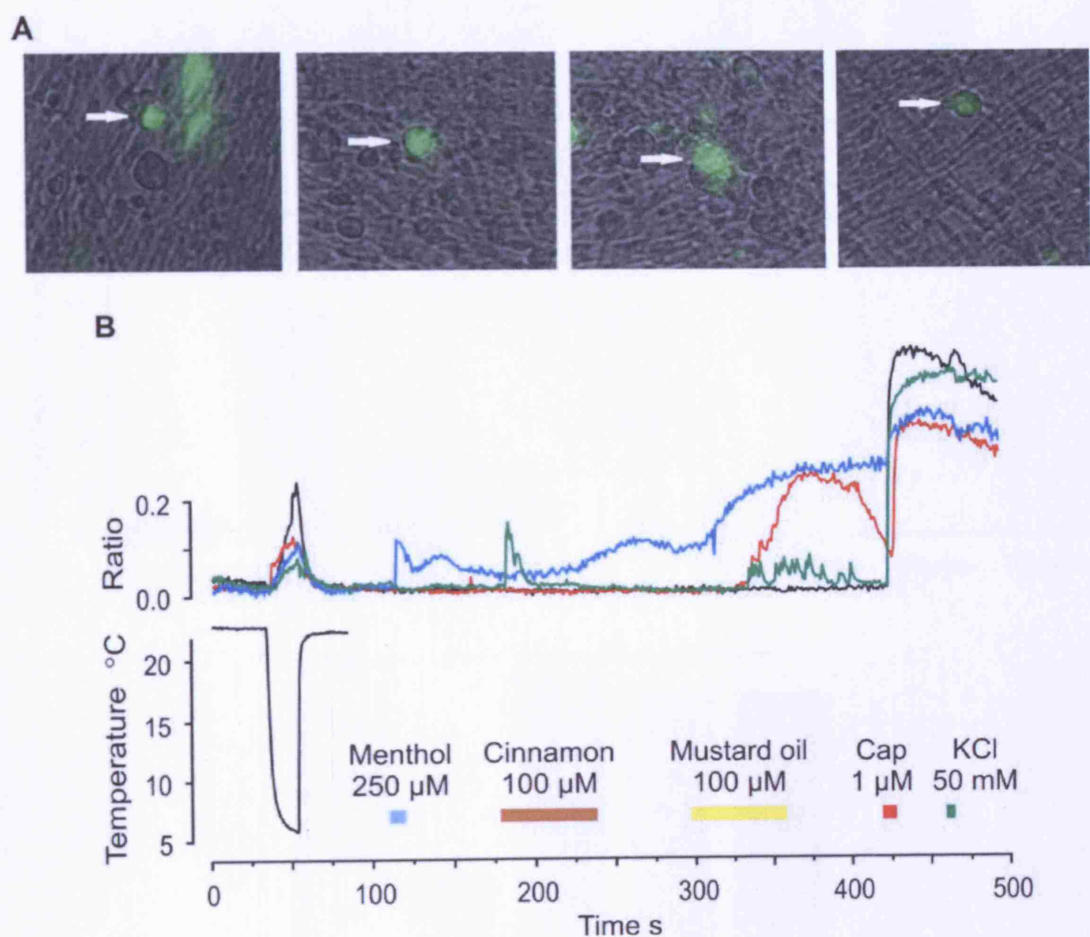 A
B
0.2
Ratio
0.0
Temperature °C
20
15
10
5
Menthol
250 µM
Cinnamon
100 µM
Mustard oil
100 µM
Cap
1 µM
KCl
50 mM
0
100
200
300
400
500
Time s